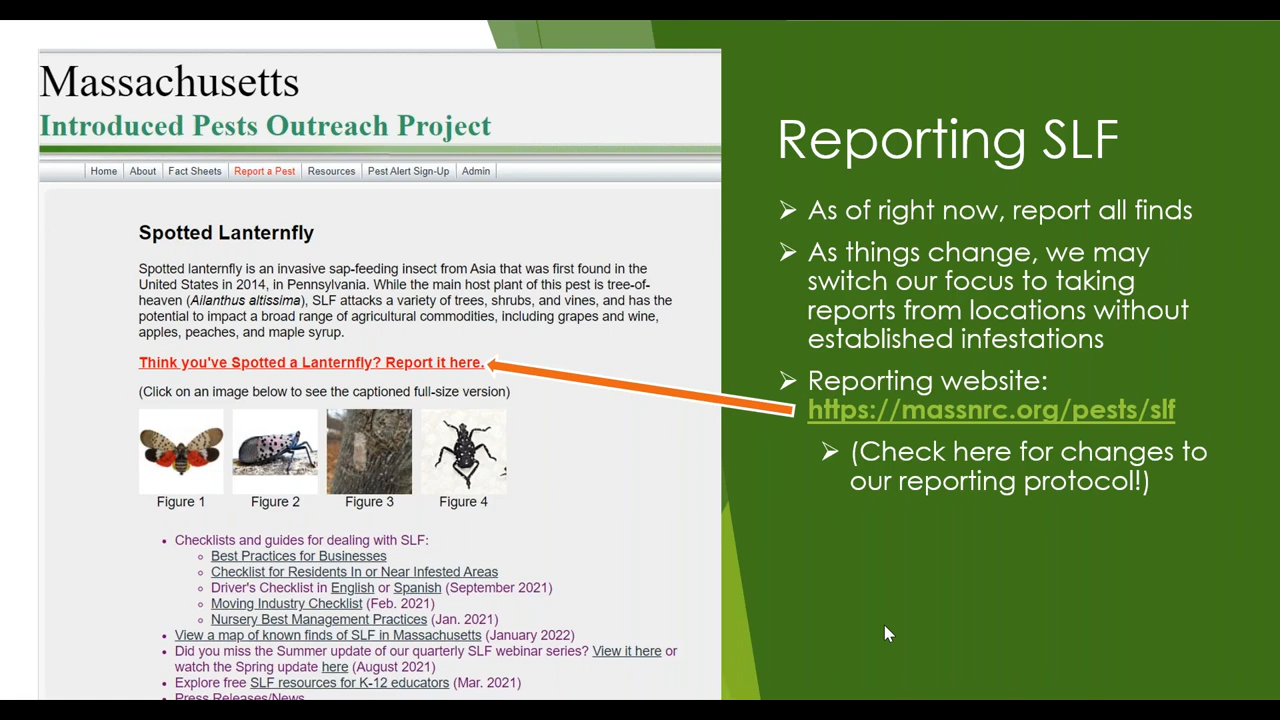 Massachusetts
Introduced Pests Outreach Project
Home About Fact Sheets Report a Pest Resources Pest Alert Sign-Up Admin
Spotted Lanternfly
Spotted lanternfly is an invasive sap-feeding insect from Asia that was first found in the
United States in 2014, in Pennsylvania. While the main host plant of this pest is tree-of-
heaven (Ailanthus altissima), SLF attacks a variety of trees, shrubs, and vines, and has the
potential to impact a broad range of agricultural commodities, including grapes and wine,
apples, peaches, and maple syrup.
Think you've Spotted a Lanternfly? Report it here.
(Click on an image below to see the captioned full-size version)
Figure 1 Figure 2 Figure 3 Figure 4
• Checklists and guides for dealing with SLF:
◦ Best Practices for Businesses
◦ Checklist for Residents In or Near Infested Areas
◦ Driver's Checklist in English or Spanish (September 2021)
◦ Moving Industry Checklist (Feb. 2021)
◦ Nursery Best Management Practices (Jan. 2021)
• View a map of known finds of SLF in Massachusetts (January 2022)
• Did you miss the Summer update of our quarterly SLF webinar series? View it here or
watch the Spring update here (August 2021)
• Explore free SLF resources for K-12 educators (Mar. 2021)
• Press Releases/News
Reporting SLF
➢ As of right now, report all finds
➢ As things change, we may
switch our focus to taking
reports from locations without
established infestations
➢ Reporting website:
https://massnrc.org/pests/slf
➢ (Check here for changes to
our reporting protocol!)